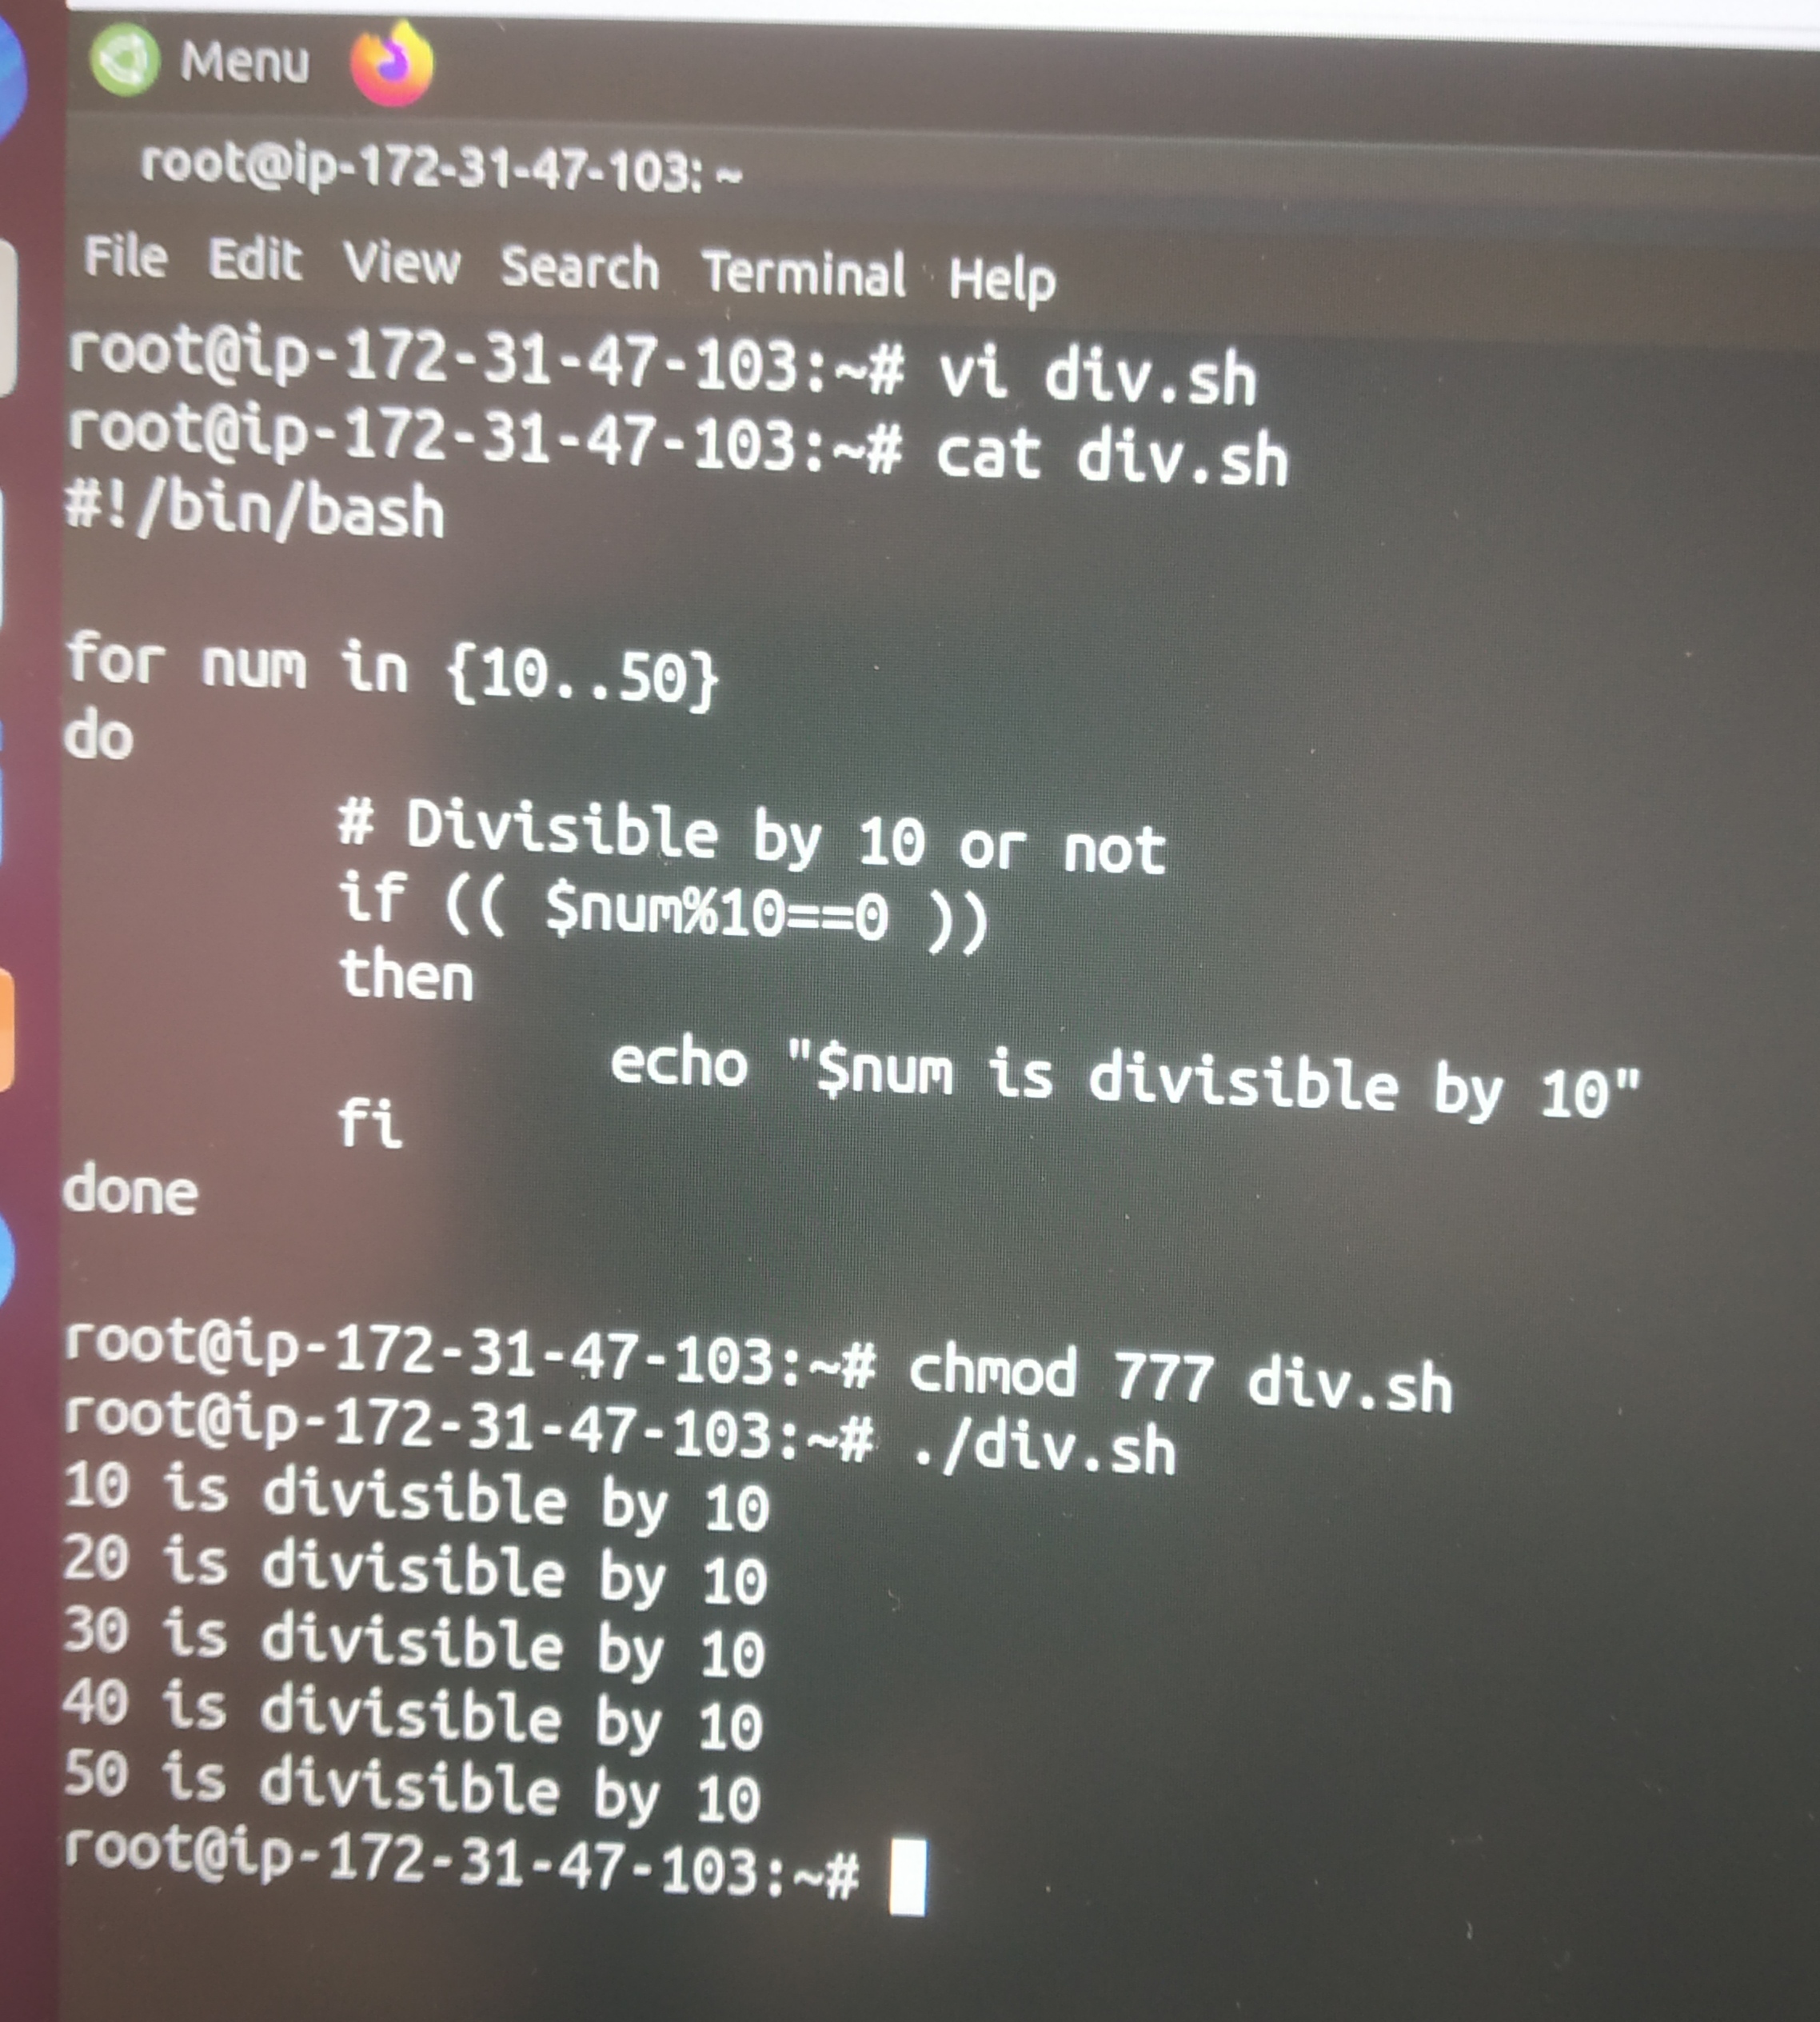 Menu
root@ip-172-31-47-103: ~
File Edit View Search Terminal Help
root@ip-172-31-47-103:~# vi div.sh
root@ip-172-31-47-103:~# cat div.sh
#!/bin/bash
for num in {10..50}
do
# Divisible by 10 or not
if (( $num%10==0 ))
then
echo "$num is divisible by 10"
fi
done
root@ip-172-31-47-103:~# chmod 777 div.sh
root@ip-172-31-47-103:~# ./div.sh
10 is divisible by 10
20 is divisible by 10
30 is divisible by 10
40 is divisible by 10
50 is divisible by 10
root@ip-172-31-47-103:~#